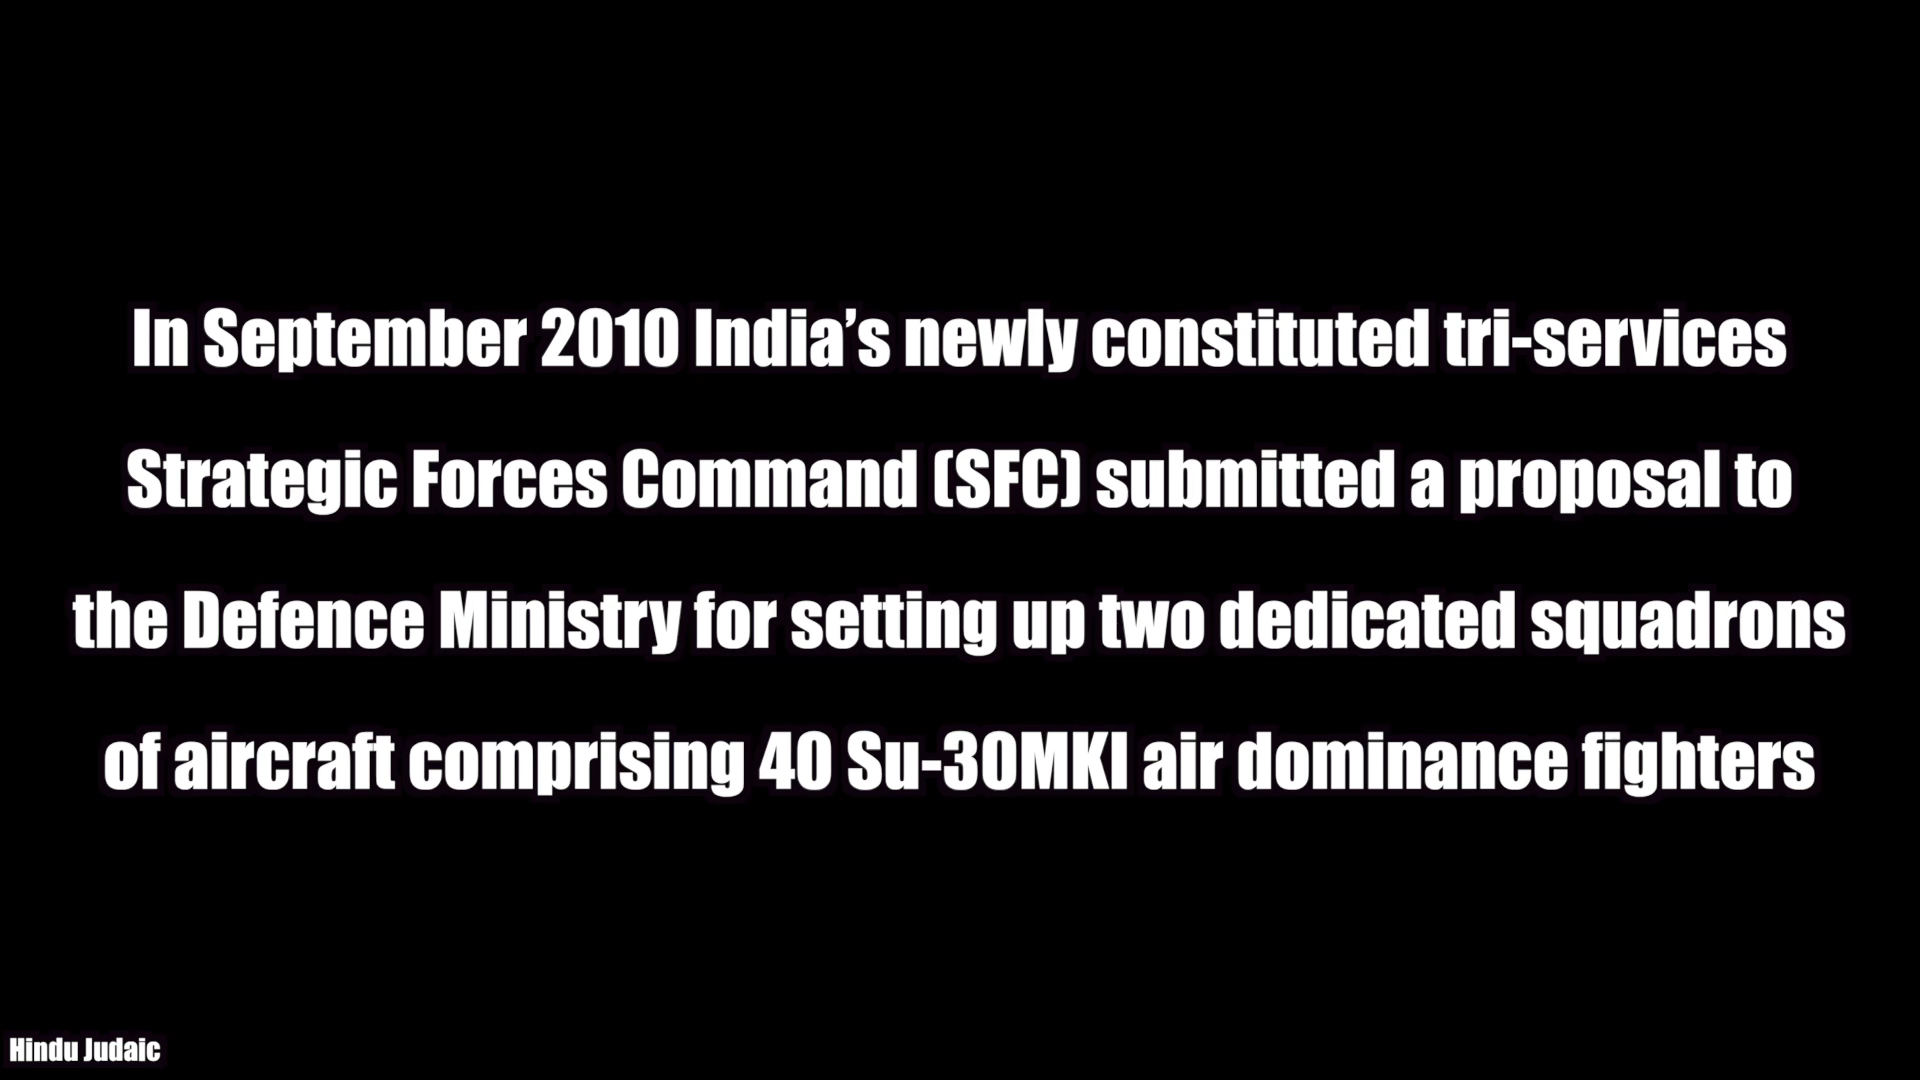 In September 2010 India’s newly constituted tri-services
Strategic Forces Command (SFC) submitted a proposal to
the Defence Ministry for setting up two dedicated squadrons
of aircraft comprising 40 Su-30MKI air dominance fighters
Hindu Judaic